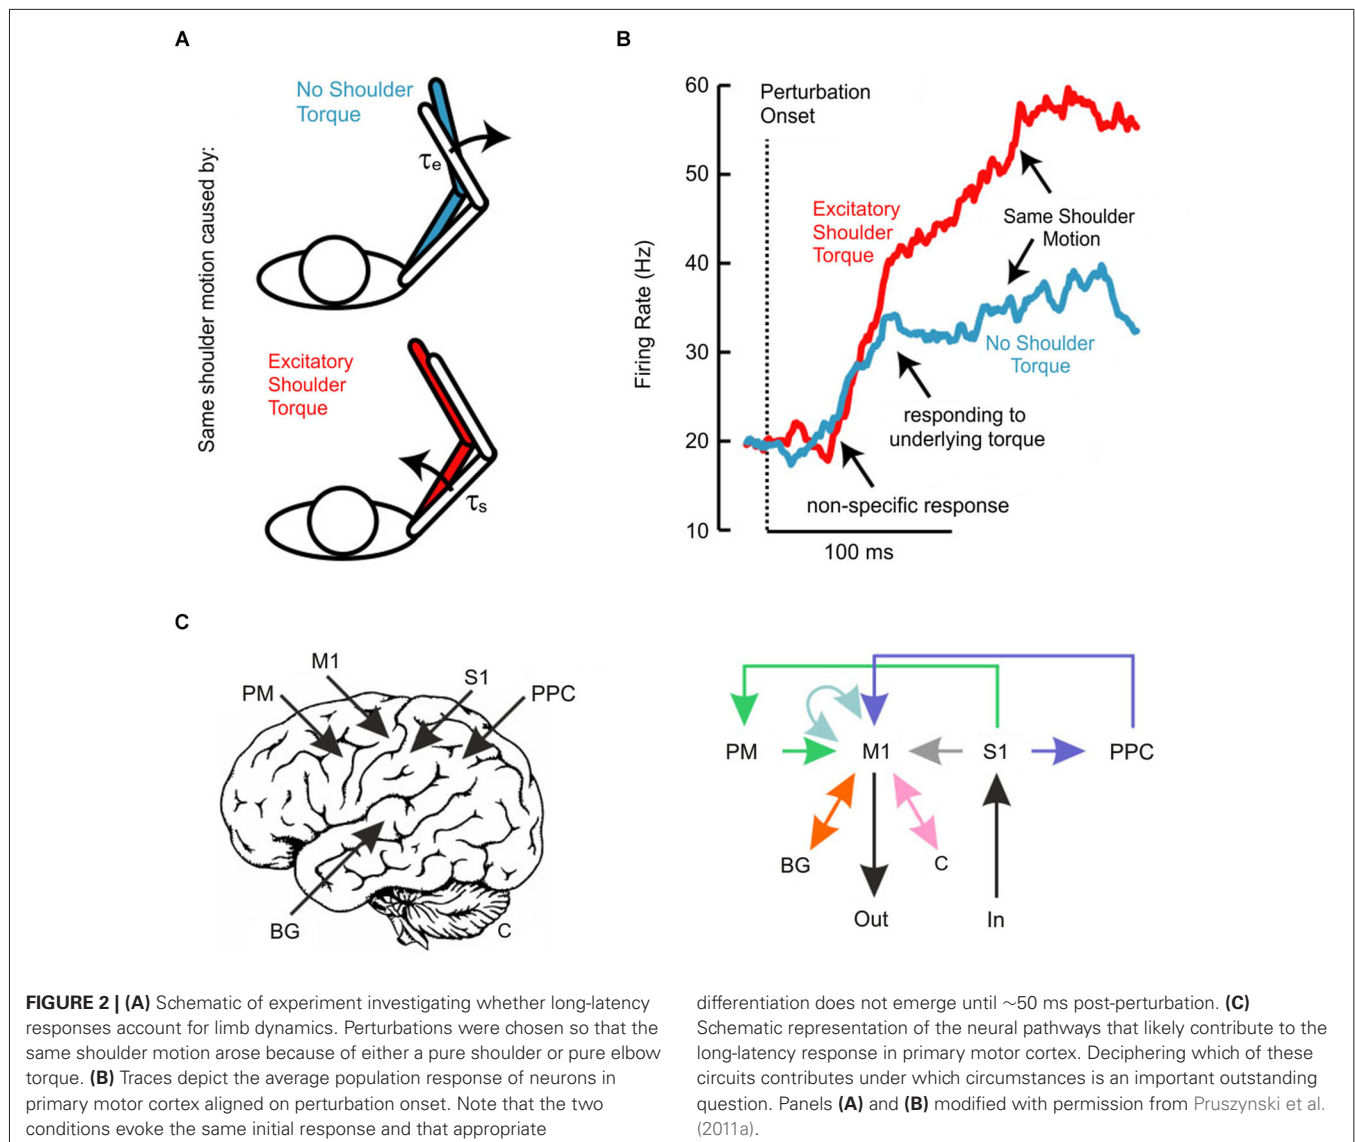 A
Same shoulder motion caused by:
No Shoulder
Torque
τe
Excitatory
Shoulder
Torque
τs
B
Firing Rate (Hz)
60
50
40
30
20
10
Perturbation
Onset
Excitatory
Shoulder
Torque
Same Shoulder
Motion
No Shoulder
Torque
responding to
underlying torque
non-specific response
100 ms
C
M1
PM
S1
PPC
BG
C
PM
M1
S1
PPC
BG
C
Out
In
FIGURE 2 | (A) Schematic of experiment investigating whether long-latency
responses account for limb dynamics. Perturbations were chosen so that the
same shoulder motion arose because of either a pure shoulder or pure elbow
torque. (B) Traces depict the average population response of neurons in
primary motor cortex aligned on perturbation onset. Note that the two
conditions evoke the same initial response and that appropriate
differentiation does not emerge until ∼50 ms post-perturbation. (C)
Schematic representation of the neural pathways that likely contribute to the
long-latency response in primary motor cortex. Deciphering which of these
circuits contributes under which circumstances is an important outstanding
question. Panels (A) and (B) modified with permission from Pruszynski et al.
(2011a).